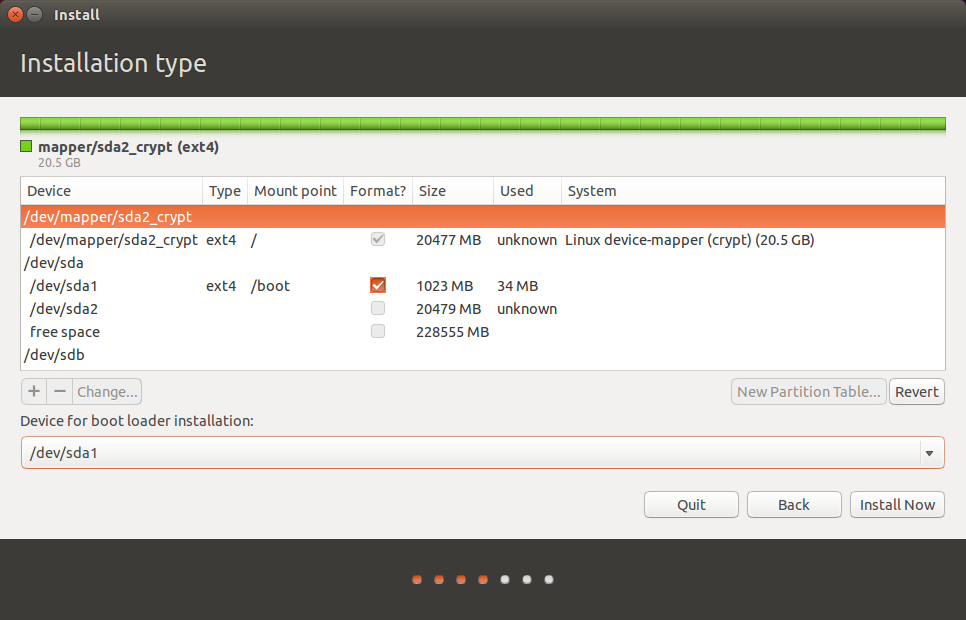 Install
Installation type
mapper/sda2_crypt (ext4)
20.5 GB
Device Type Mount point Format? Size Used System
/dev/mapper/sda2_crypt
/dev/mapper/sda2_crypt ext4 / 20477 MB unknown Linux device-mapper (crypt) (20.5 GB)
/dev/sda
/dev/sda1 ext4 /boot 1023 MB 34 MB
/dev/sda2 20479 MB unknown
free space 228555 MB
/dev/sdb
+ − Change... New Partition Table... Revert
Device for boot loader installation:
/dev/sda1
Quit Back Install Now